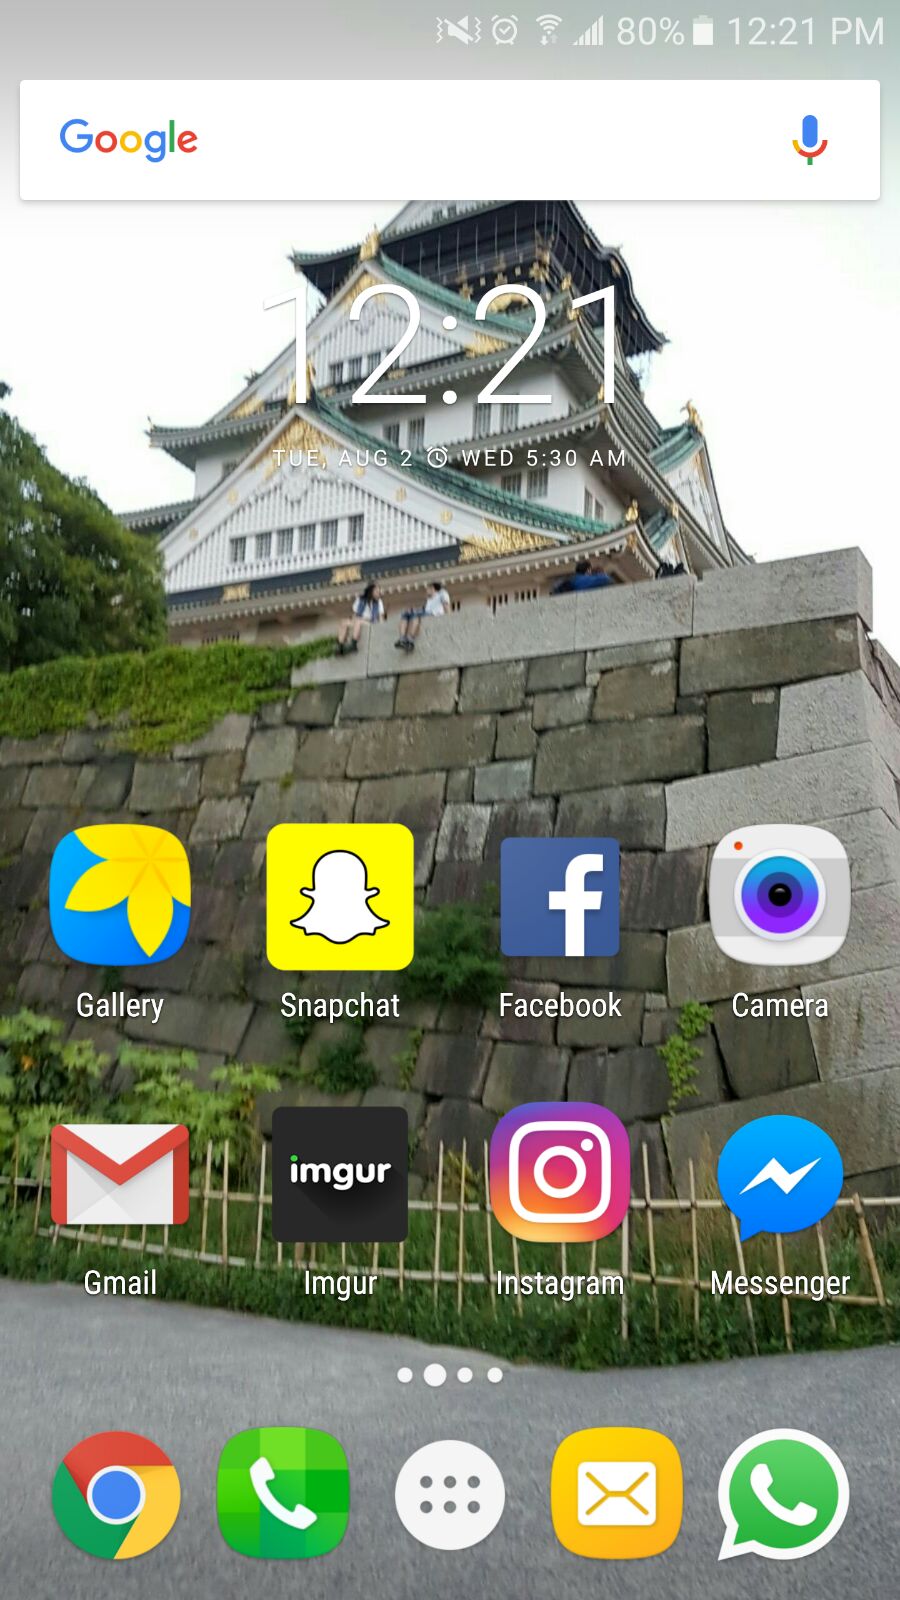 80% 12:21 PM
Google
12:21
TUE, AUG 2 WED 5:30 AM
Gallery Snapchat Facebook Camera
imgur
Gmail Imgur Instagram Messenger